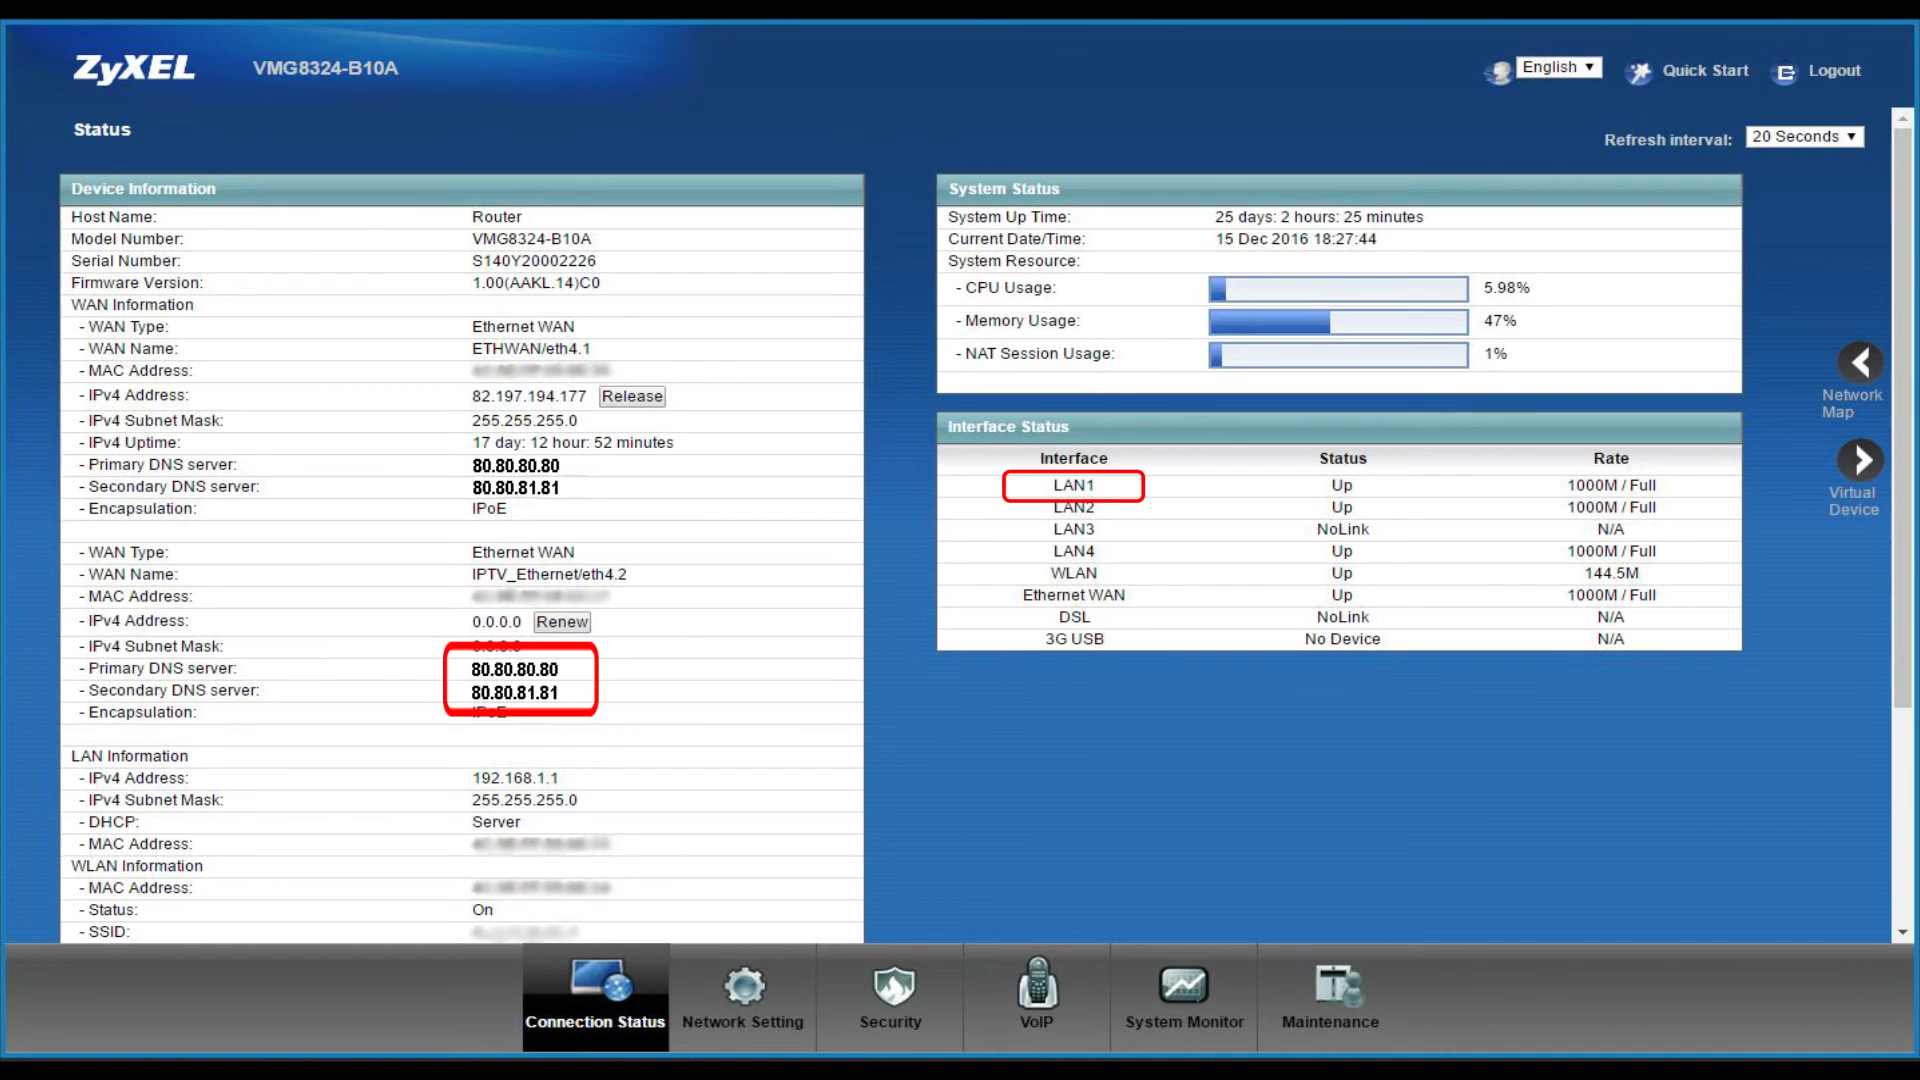 ZyXEL VMG8324-B10A English ▼ Quick Start Logout
Status
Refresh interval: 20 Seconds ▼
Device Information
Host Name: Router
Model Number: VMG8324-B10A
Serial Number: S140Y20002226
Firmware Version: 1.00(AAKL.14)C0
WAN Information
- WAN Type: Ethernet WAN
- WAN Name: ETHWAN/eth4.1
- MAC Address:
- IPv4 Address: 82.197.194.177 Release
- IPv4 Subnet Mask: 255.255.255.0
- IPv4 Uptime: 17 day: 12 hour: 52 minutes
- Primary DNS server: 80.80.80.80
- Secondary DNS server: 80.80.81.81
- Encapsulation: IPoE
- WAN Type: Ethernet WAN
- WAN Name: IPTV_Ethernet/eth4.2
- MAC Address:
- IPv4 Address: 0.0.0.0 Renew
- IPv4 Subnet Mask: 0.0.0.0
- Primary DNS server: 80.80.80.80
- Secondary DNS server: 80.80.81.81
- Encapsulation: IPoE
LAN Information
- IPv4 Address: 192.168.1.1
- IPv4 Subnet Mask: 255.255.255.0
- DHCP: Server
- MAC Address:
WLAN Information
- MAC Address:
- Status: On
- SSID:
System Status
System Up Time: 25 days: 2 hours: 25 minutes
Current Date/Time: 15 Dec 2016 18:27:44
System Resource:
- CPU Usage: 5.98%
- Memory Usage: 47%
- NAT Session Usage: 1%
Interface Status
Interface Status Rate
LAN1 Up 1000M / Full
LAN2 Up 1000M / Full
LAN3 NoLink N/A
LAN4 Up 1000M / Full
WLAN Up 144.5M
Ethernet WAN Up 1000M / Full
DSL NoLink N/A
3G USB No Device N/A
Network
Map
Virtual
Device
Connection Status Network Setting Security VoIP System Monitor Maintenance